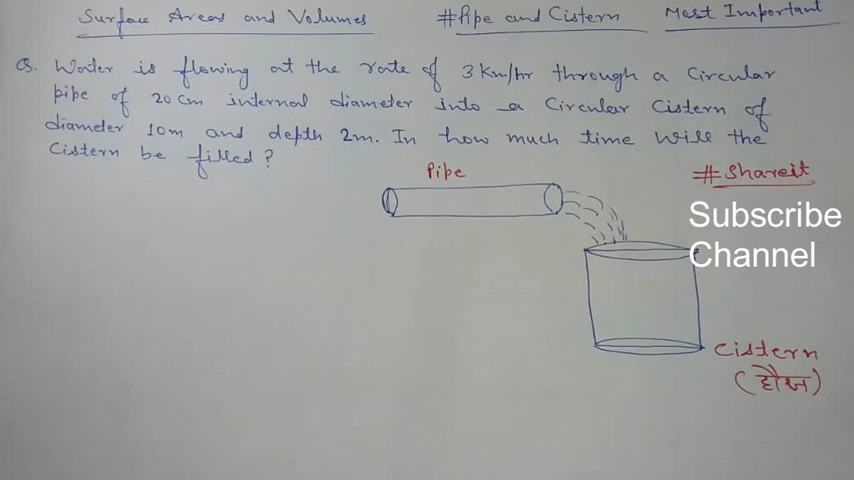 Surface Areas and Volumes #Pipe and Cistern Most Important
Q. Water is flowing at the rate of 3 Km/hr through a Circular
pipe of 20 cm internal diameter into a Circular Cistern of
diameter 10m and depth 2m. In how much time will the
Cistern be filled?
Pipe
#Shareit
Subscribe
Channel
Cistern
(हौज)